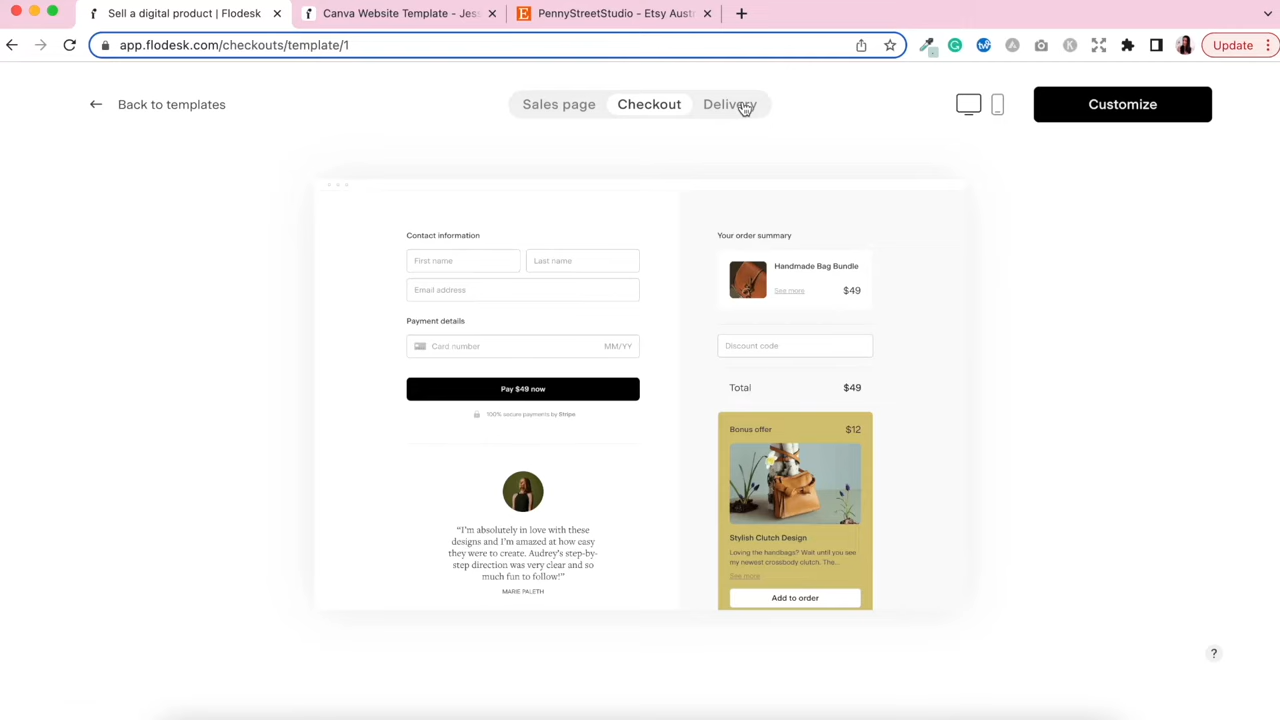 Sell a digital product | Flodesk
Canva Website Template - Jess
PennyStreetStudio - Etsy Austr
app.flodesk.com/checkouts/template/1
Update
Back to templates
Sales page
Checkout
Delivery
Customize
Contact information
First name
Last name
Email address
Payment details
Card number
MM/YY
Pay $49 now
100% secure payments by Stripe
“I’m absolutely in love with these
designs and I’m amazed at how easy
they were to create. Audrey’s step-by-
step direction was very clear and so
much fun to follow!”
MARIE PALETH
Your order summary
Handmade Bag Bundle
See more
$49
Discount code
Total
$49
Bonus offer
$12
Stylish Clutch Design
Loving the handbags? Wait until you see
my newest crossbody clutch. The...
See more
Add to order
?